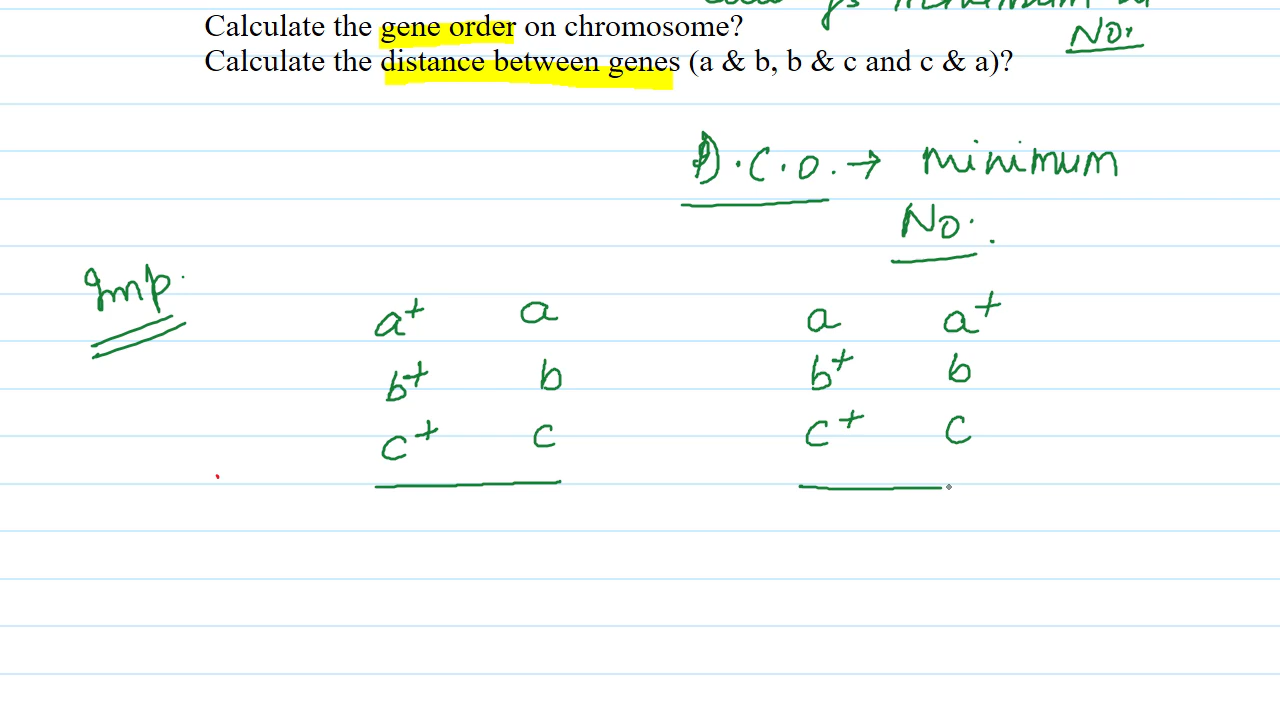 Calculate the gene order on chromosome?
No.
Calculate the distance between genes (a & b, b & c and c & a)?
D.C.O. → minimum
No.
Imp.
a+ a a a+
b+ b b+ b
c+ c c+ c